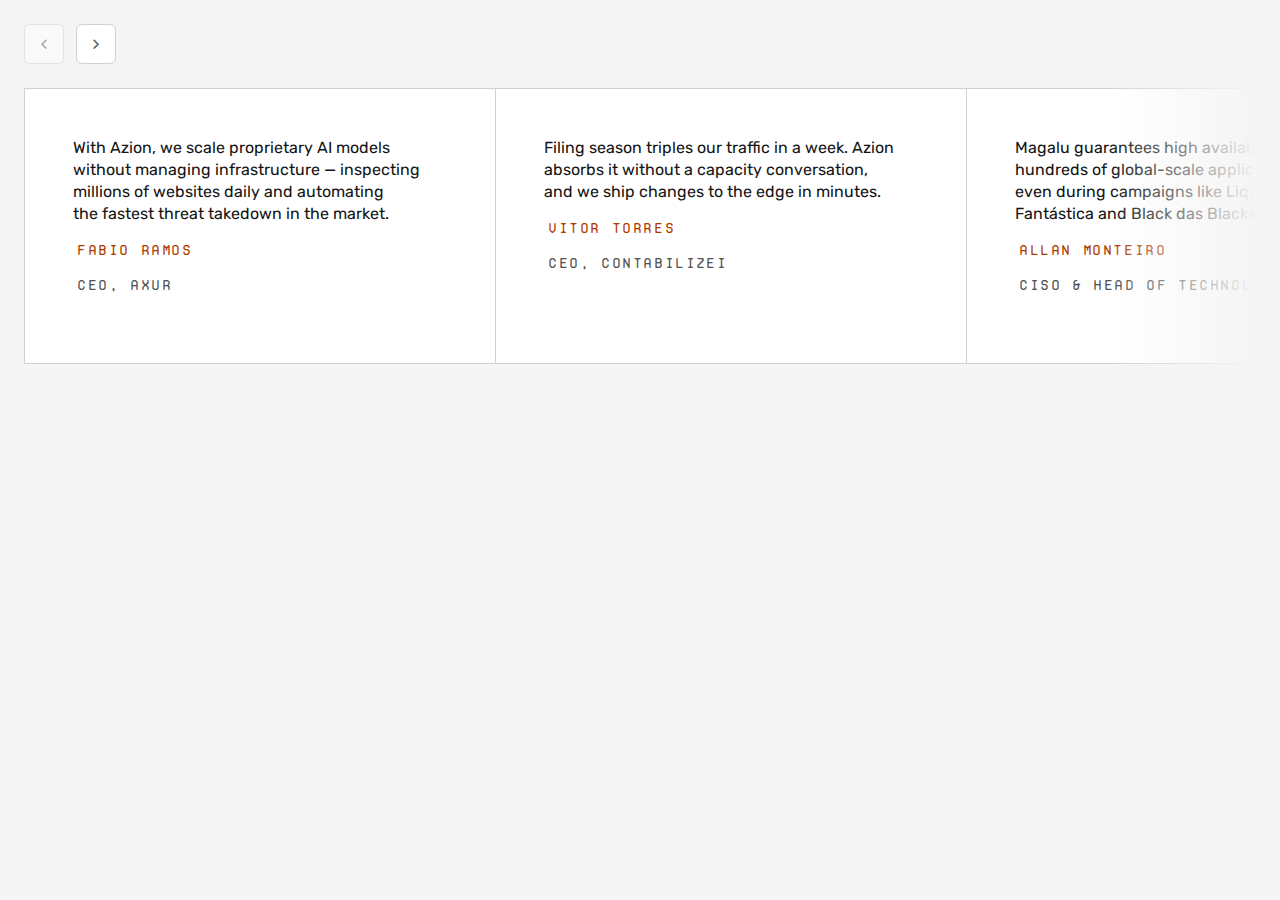 With Azion, we scale proprietary AI models
without managing infrastructure — inspecting
millions of websites daily and automating
the fastest threat takedown in the market.
FABIO RAMOS
CEO, AXUR
Filing season triples our traffic in a week. Azion
absorbs it without a capacity conversation,
and we ship changes to the edge in minutes.
VITOR TORRES
CEO, CONTABILIZEI
Magalu guarantees high
hundreds of global-scale
even during campaigns like
Fantástica and Black das Blacks
ALLAN MONTEIRO
CISO & HEAD OF